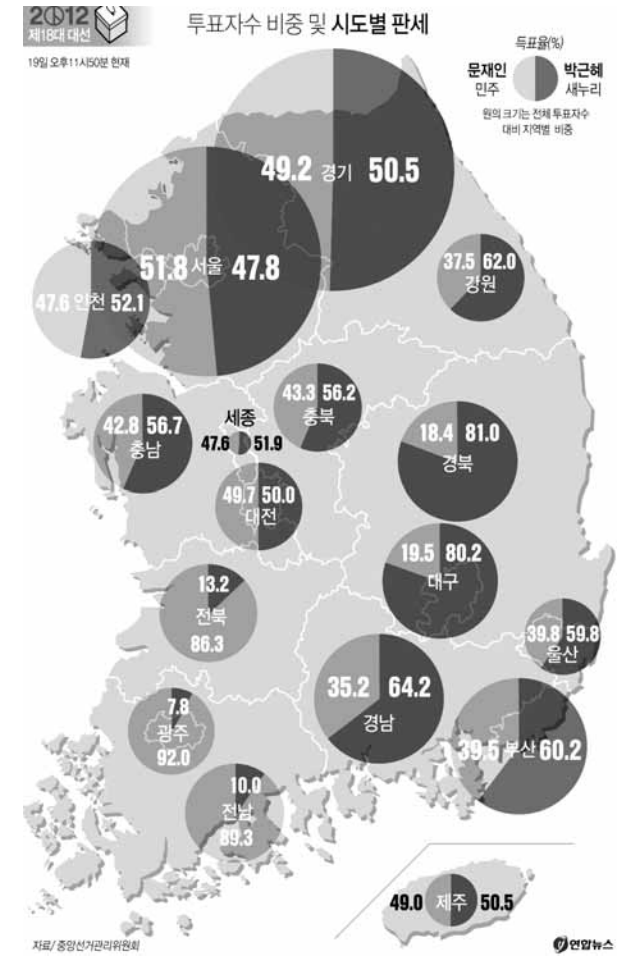 2012
제18대 대선
투표자수 비중 및 시도별 판세
19일 오후11시50분 현재
득표율(%)
문재인 박근혜
민주 새누리
원의 크기는 전체 투표자수
대비 지역별 비중
49.2 경기 50.5
51.8 서울 47.8
37.5 62.0
강원
47.6 인천 52.1
43.3 56.2
충북
42.8 56.7
충남
세종
47.6 51.9
18.4 81.0
경북
49.7 50.0
대전
19.5 80.2
대구
13.2
전북
86.3
39.8 59.8
울산
35.2 64.2
경남
7.8
광주
92.0
39.5 부산 60.2
10.0
전남
89.3
49.0 제주 50.5
자료/중앙선거관리위원회
연합뉴스